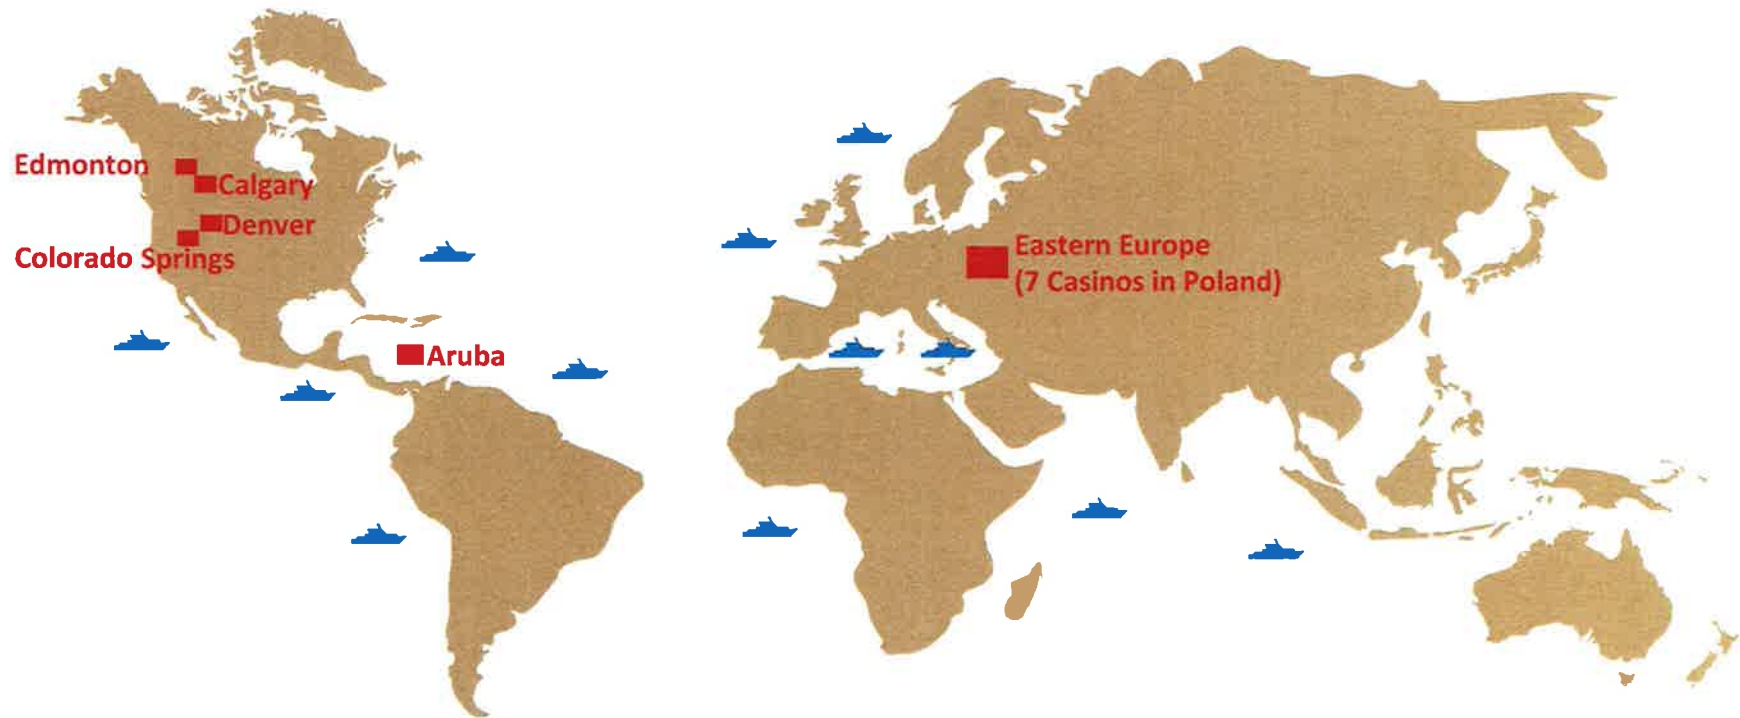 Edmonton
Calgary
Denver
Colorado Springs
Aruba
Eastern Europe
(7 Casinos in Poland)